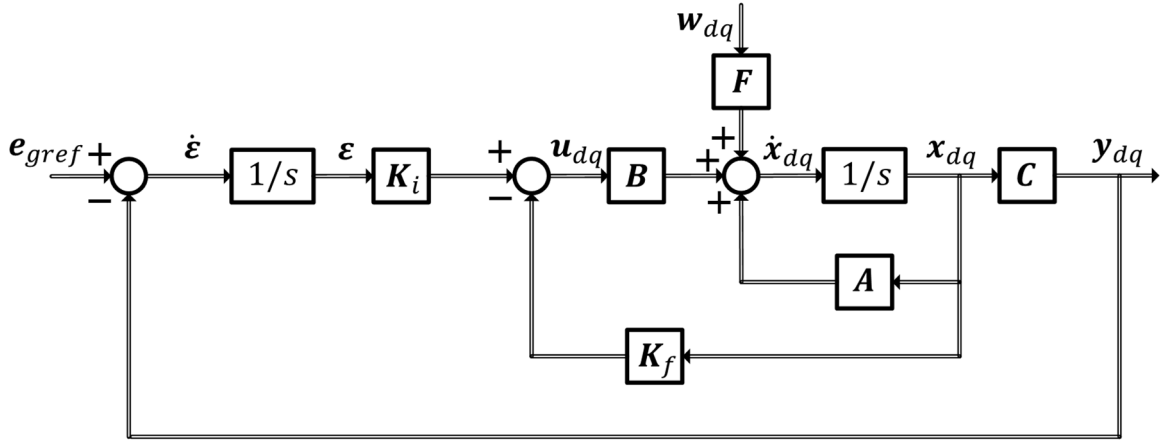 w_dq
F
e_gref + ε̇ 1/s ε K_i + u_dq B + + ẋ_dq 1/s x_dq C y_dq
− − +
A
K_f